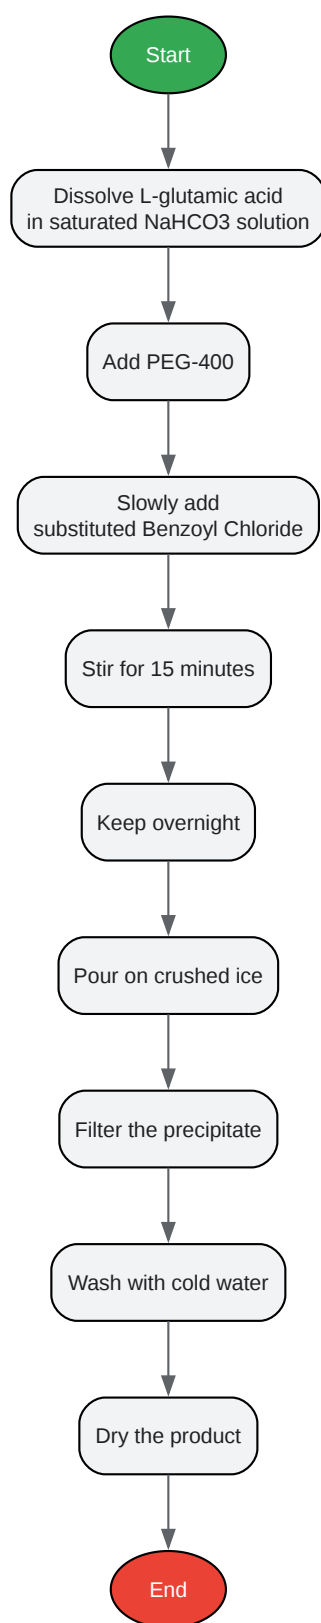 Start
Dissolve L-glutamic acid
in saturated NaHCO3 solution
Add PEG-400
Slowly add
substituted Benzoyl Chloride
Stir for 15 minutes
Keep overnight
Pour on crushed ice
Filter the precipitate
Wash with cold water
Dry the product
End